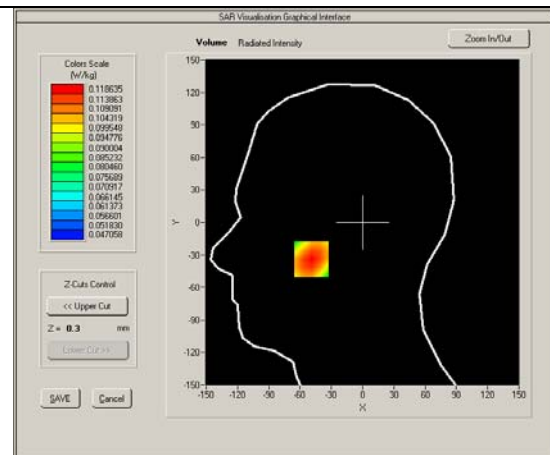 SAR Visualisation Graphical Interface
Volume Radiated Intensity
Zoom In/Out
Colors Scale
(W/kg)
0.118635
0.113863
0.109091
0.104319
0.099548
0.094776
0.090004
0.085232
0.080460
0.075689
0.070917
0.066145
0.061373
0.056601
0.051830
0.047058
Z-Cuts Control
<< Upper Cut
Z = 0.3 mm
Lower Cut >>
SAVE
Cancel
150
120
90
60
30
0
-30
-60
-90
-120
-150
Y
-150 -120 -90 -60 -30 0 30 60 90 120 150
X